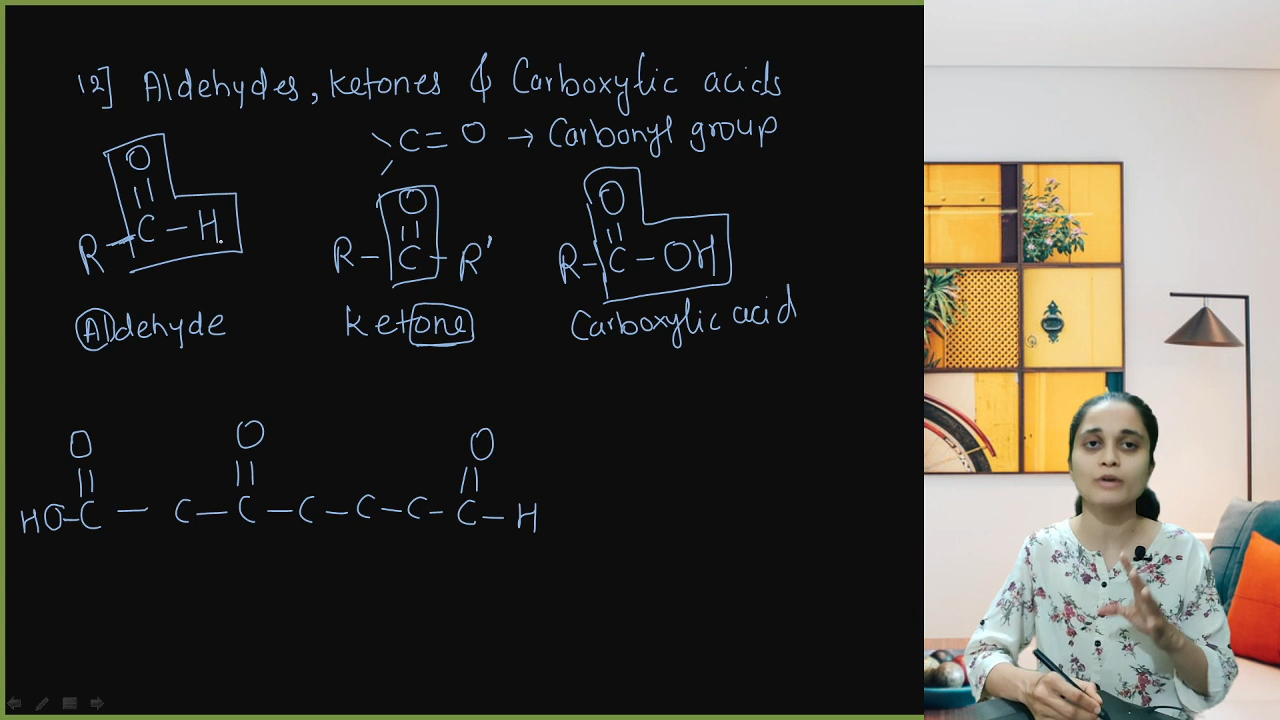 12] Aldehydes, ketones & Carboxylic acids
C = O → Carbonyl group
O O O
R - C - H R - C - R' R - C - OH
Aldehyde ketone Carboxylic acid
O O O
HO - C - C - C - C - C - C - C - H